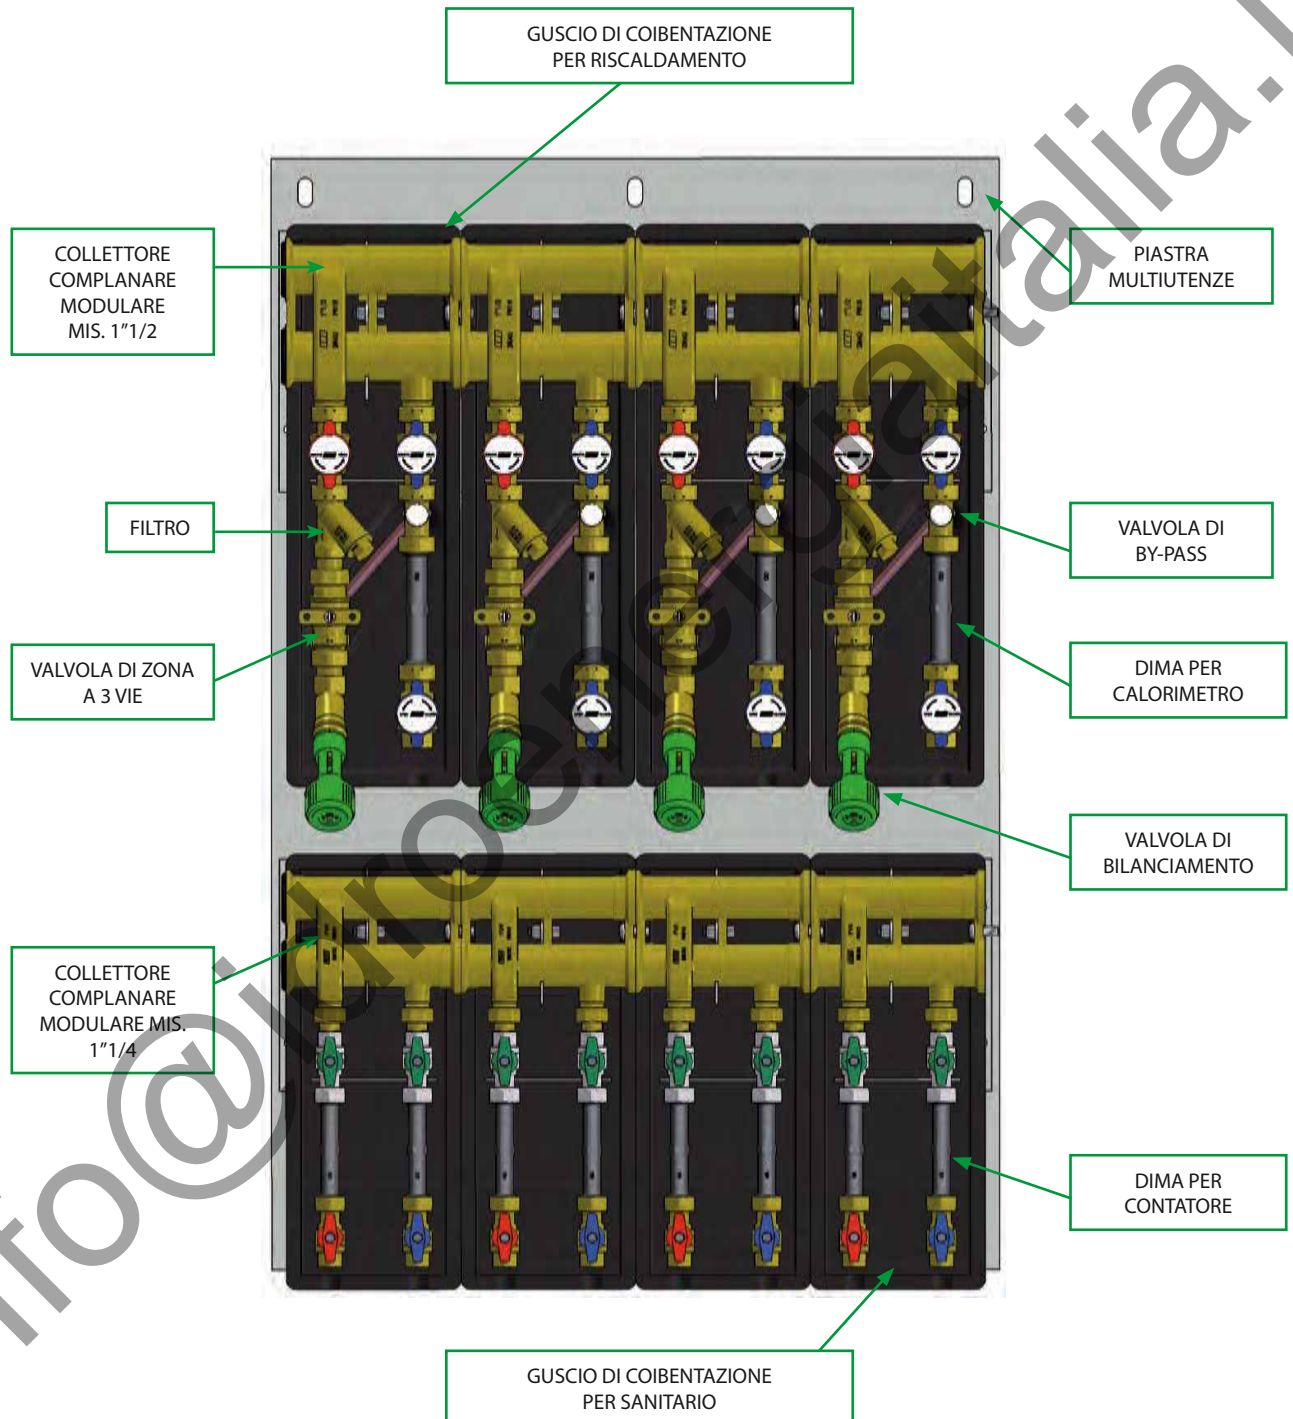 GUSCIO DI COIBENTAZIONE
PER RISCALDAMENTO
COLLETTORE
COMPLANARE
MODULARE
MIS. 1”1/2
PIASTRA
MULTIUTENZE
FILTRO
VALVOLA DI
BY-PASS
VALVOLA DI ZONA
A 3 VIE
DIMA PER
CALORIMETRO
VALVOLA DI
BILANCIAMENTO
COLLETTORE
COMPLANARE
MODULARE MIS.
1”1/4
DIMA PER
CONTATORE
GUSCIO DI COIBENTAZIONE
PER SANITARIO
nfo@idroenergiaitalia.